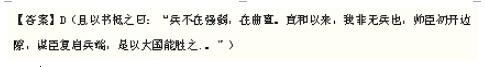 【答案】D（且以书抵之曰：“兵不在强弱，在曲直。宣和以来，我非无兵也，帅臣初开边
隙，谋臣复启兵端，是以大国能胜之．。”）